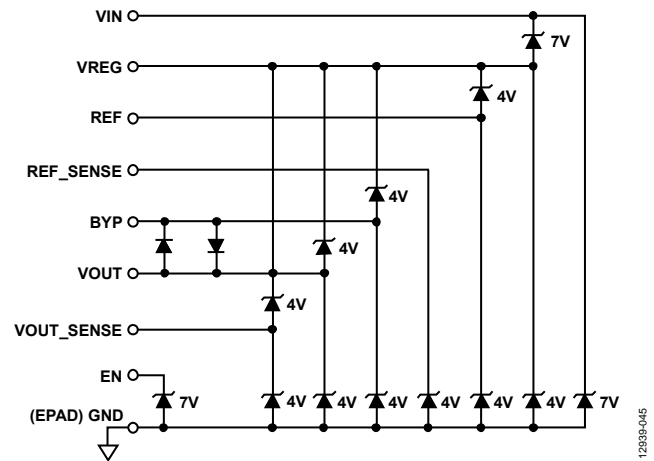 VIN
7V
VREG
4V
REF
REF_SENSE
4V
BYP
4V
VOUT
4V
VOUT_SENSE
EN
7V 4V 4V 4V 4V 4V 4V 7V
(EPAD) GND
12939-045